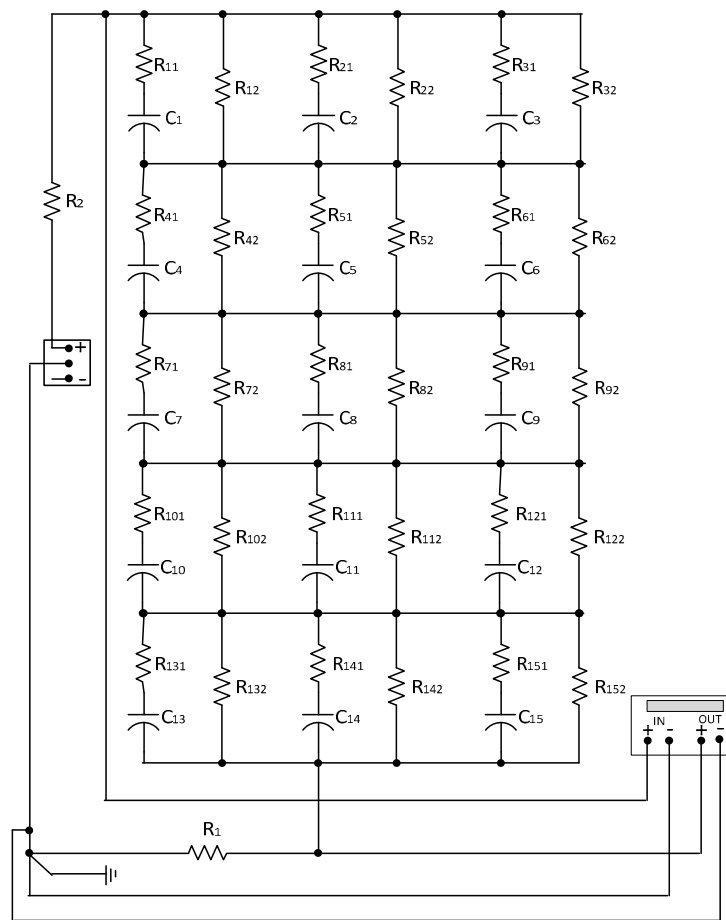 R11 R12 R21 R22 R31 R32
C1 C2 C3
R2
R41 R42 R51 R52 R61 R62
C4 C5 C6
+
-
R71 R72 R81 R82 R91 R92
C7 C8 C9
R101 R102 R111 R112 R121 R122
C10 C11 C12
R131 R132 R141 R142 R151 R152
C13 C14 C15
IN OUT
+ - + -
R1